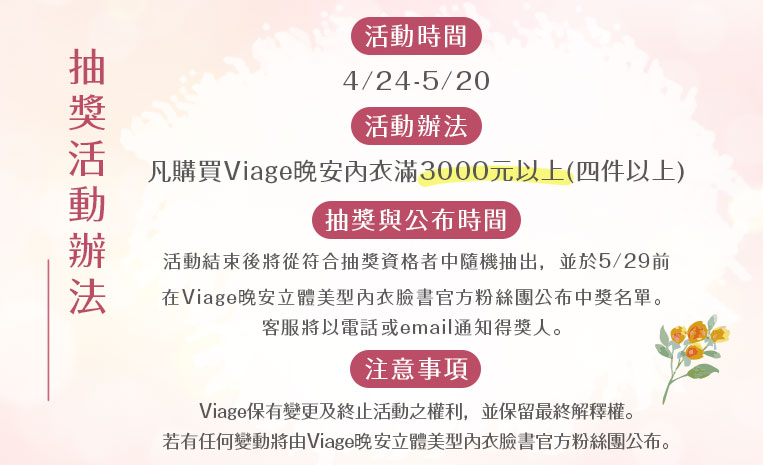 抽獎活動辦法
活動時間
4/24-5/20
活動辦法
凡購買Viage晚安內衣滿3000元以上(四件以上)
抽獎與公布時間
活動結束後將從符合抽獎資格者中隨機抽出，並於5/29前
在Viage晚安立體美型內衣臉書官方粉絲團公布中獎名單。
客服將以電話或email通知得獎人。
注意事項
Viage保有變更及終止活動之權利，並保留最終解釋權。
若有任何變動將由Viage晚安立體美型內衣臉書官方粉絲團公布。